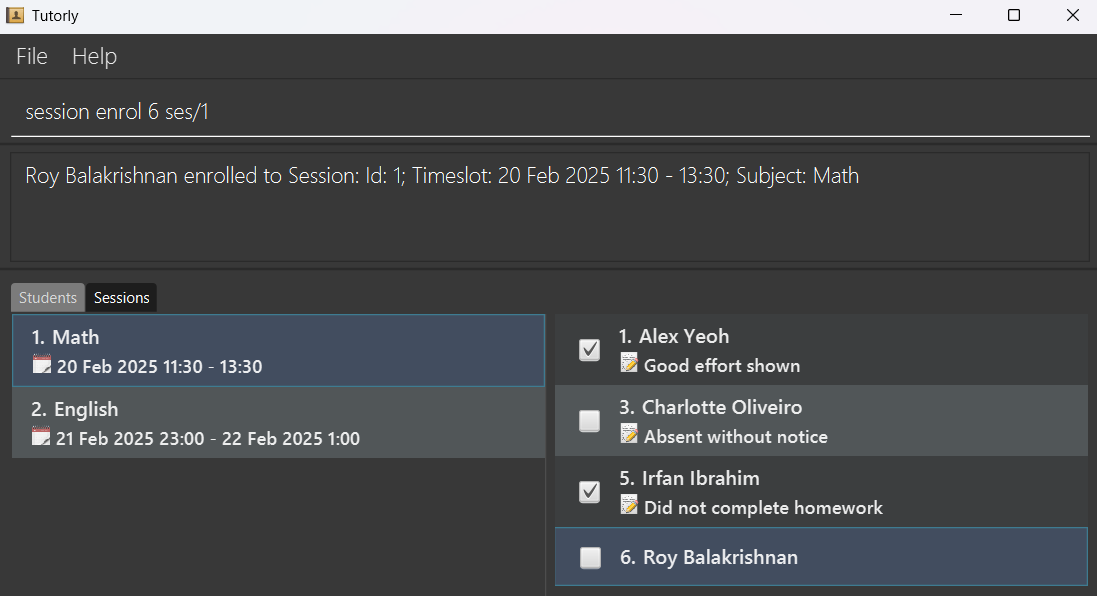 Tutorly
File Help
session enrol 6 ses/1
Roy Balakrishnan enrolled to Session: Id: 1; Timeslot: 20 Feb 2025 11:30 - 13:30; Subject: Math
Students Sessions
1. Math
20 Feb 2025 11:30 - 13:30
2. English
21 Feb 2025 23:00 - 22 Feb 2025 1:00
1. Alex Yeoh
Good effort shown
3. Charlotte Oliveiro
Absent without notice
5. Irfan Ibrahim
Did not complete homework
6. Roy Balakrishnan